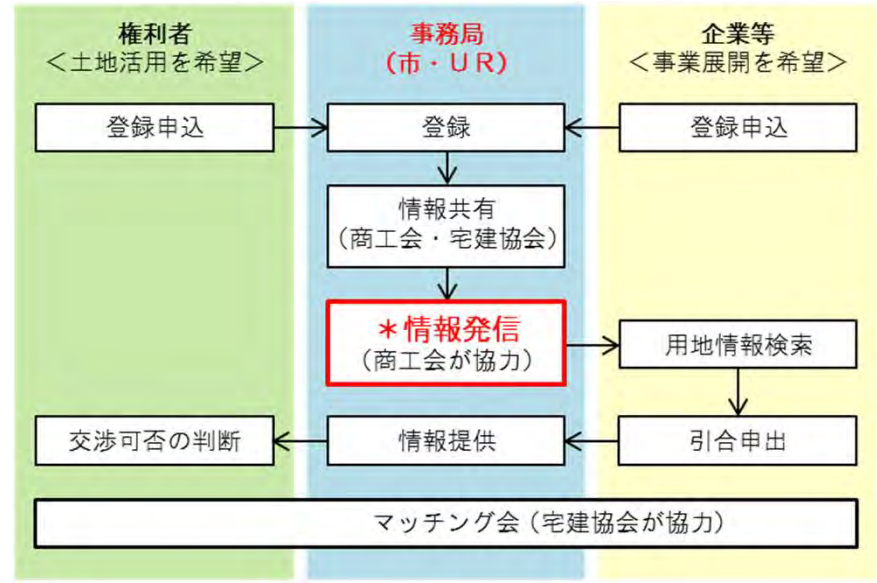 権利者
＜土地活用を希望＞
事務局
(市・ＵＲ)
企業等
＜事業展開を希望＞
登録申込
登録
登録申込
情報共有
（商工会・宅建協会）
＊情報発信
（商工会が協力）
用地情報検索
交渉可否の判断
情報提供
引合申出
マッチング会（宅建協会が協力）